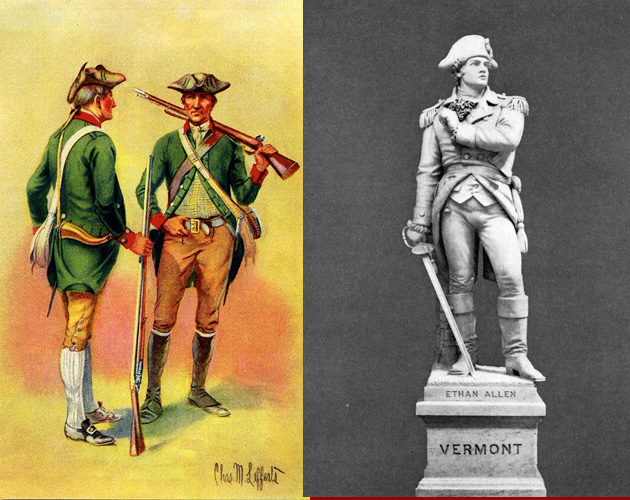 Chas M. Lefferts
ETHAN ALLEN
VERMONT